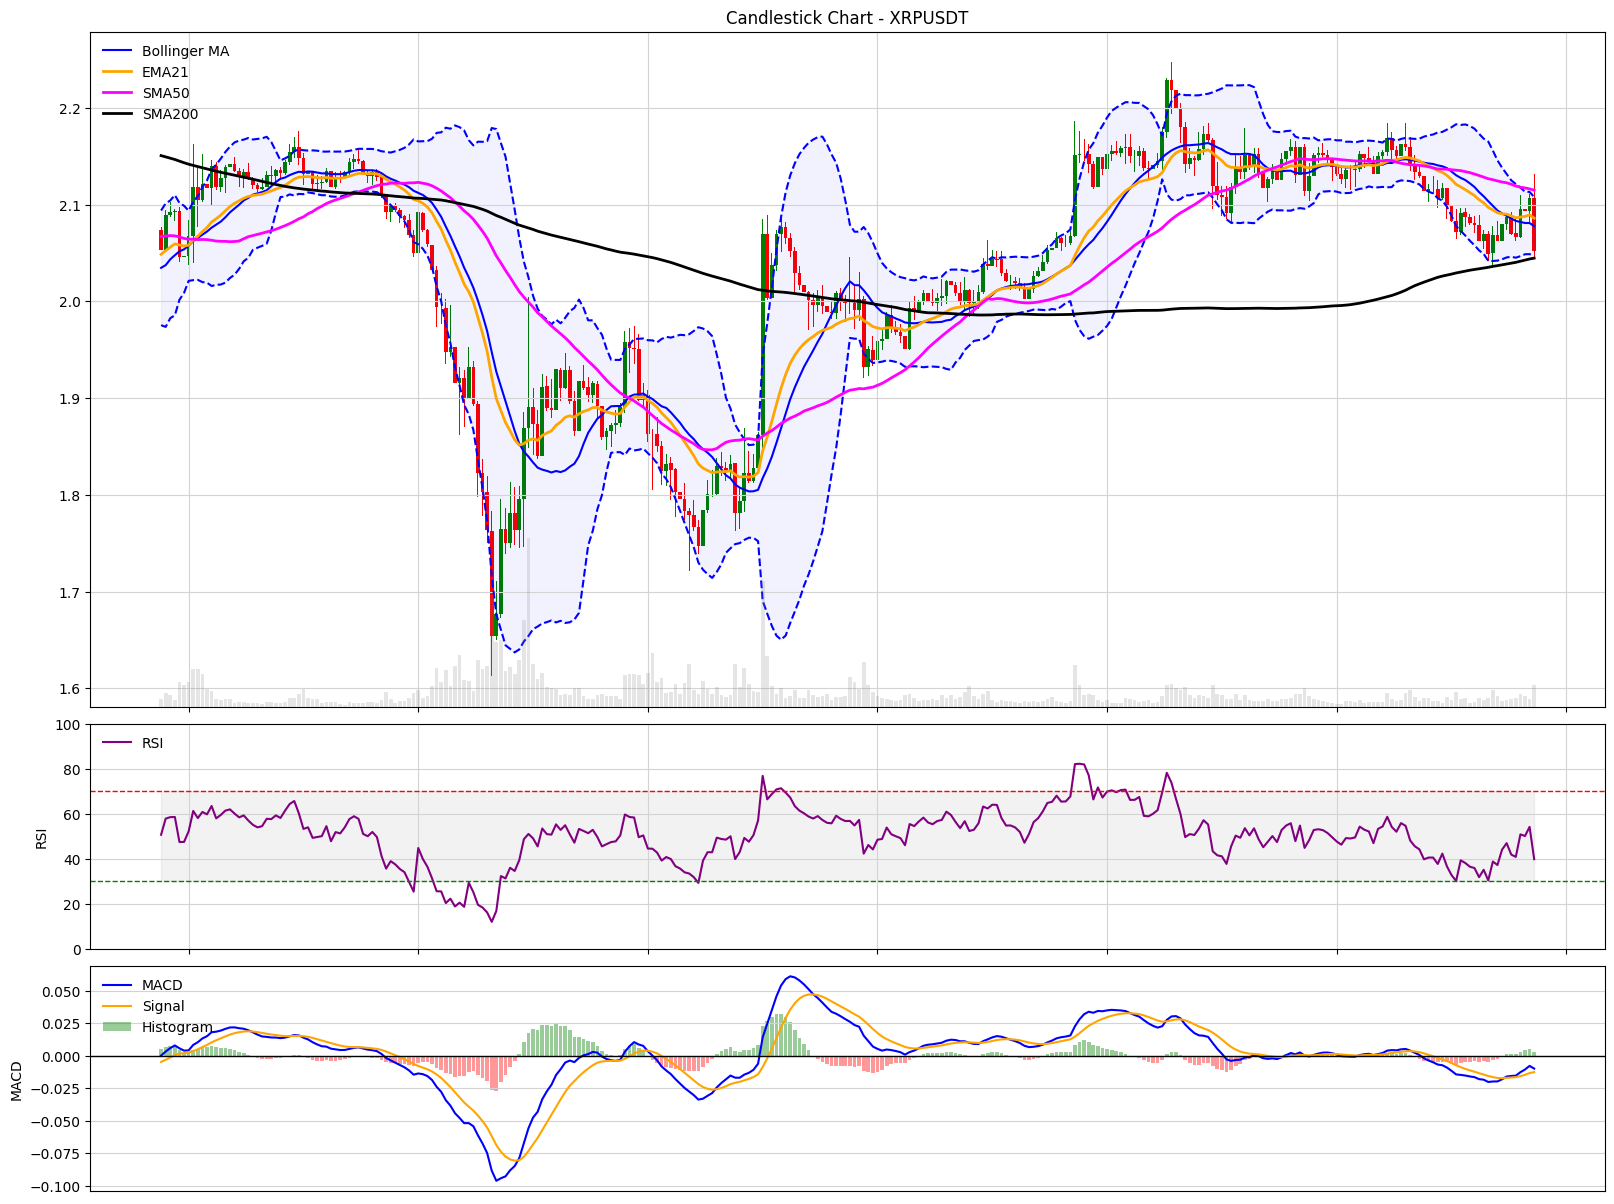 Candlestick Chart - XRPUSDT
Bollinger MA
EMA21
SMA50
SMA200
2.2
2.1
2.0
1.9
1.8
1.7
1.6
RSI
100
80
60
40
20
0
RSI
MACD
Signal
Histogram
0.050
0.025
0.000
−0.025
−0.050
−0.075
−0.100
MACD